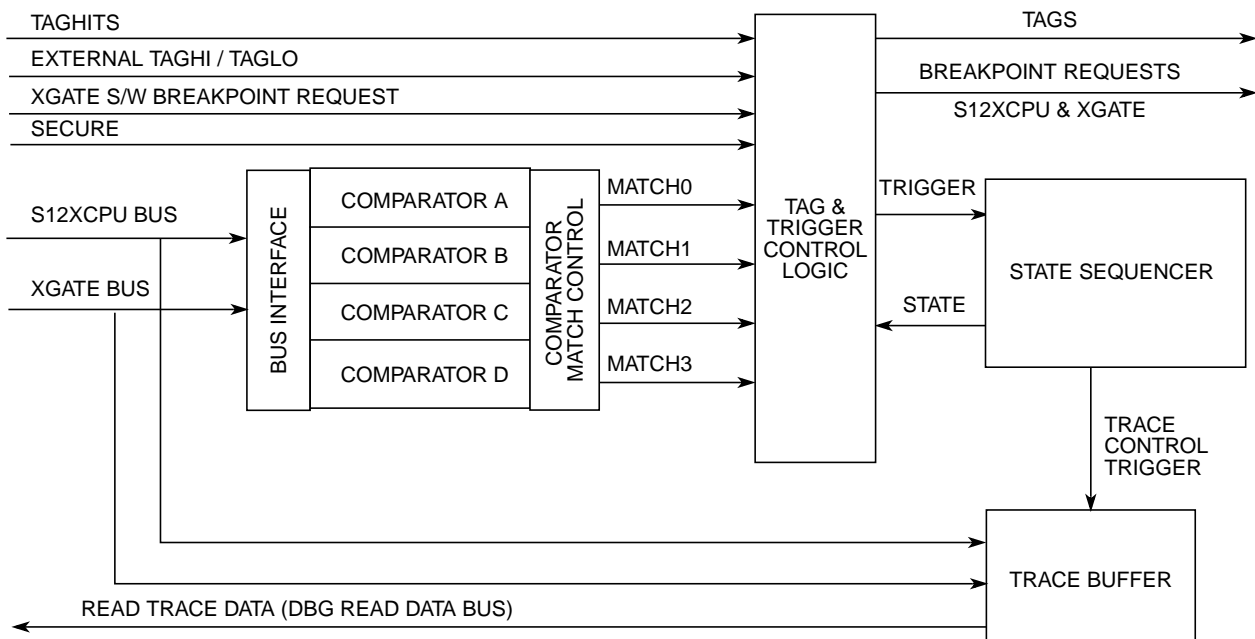 TAGHITS
EXTERNAL TAGHI / TAGLO
XGATE S/W BREAKPOINT REQUEST
SECURE
TAGS
BREAKPOINT REQUESTS
S12XCPU & XGATE
S12XCPU BUS
XGATE BUS
BUS INTERFACE
COMPARATOR A
COMPARATOR B
COMPARATOR C
COMPARATOR D
COMPARATOR
MATCH CONTROL
MATCH0
MATCH1
MATCH2
MATCH3
TAG &
TRIGGER
CONTROL
LOGIC
TRIGGER
STATE
STATE SEQUENCER
TRACE
CONTROL
TRIGGER
TRACE BUFFER
READ TRACE DATA (DBG READ DATA BUS)